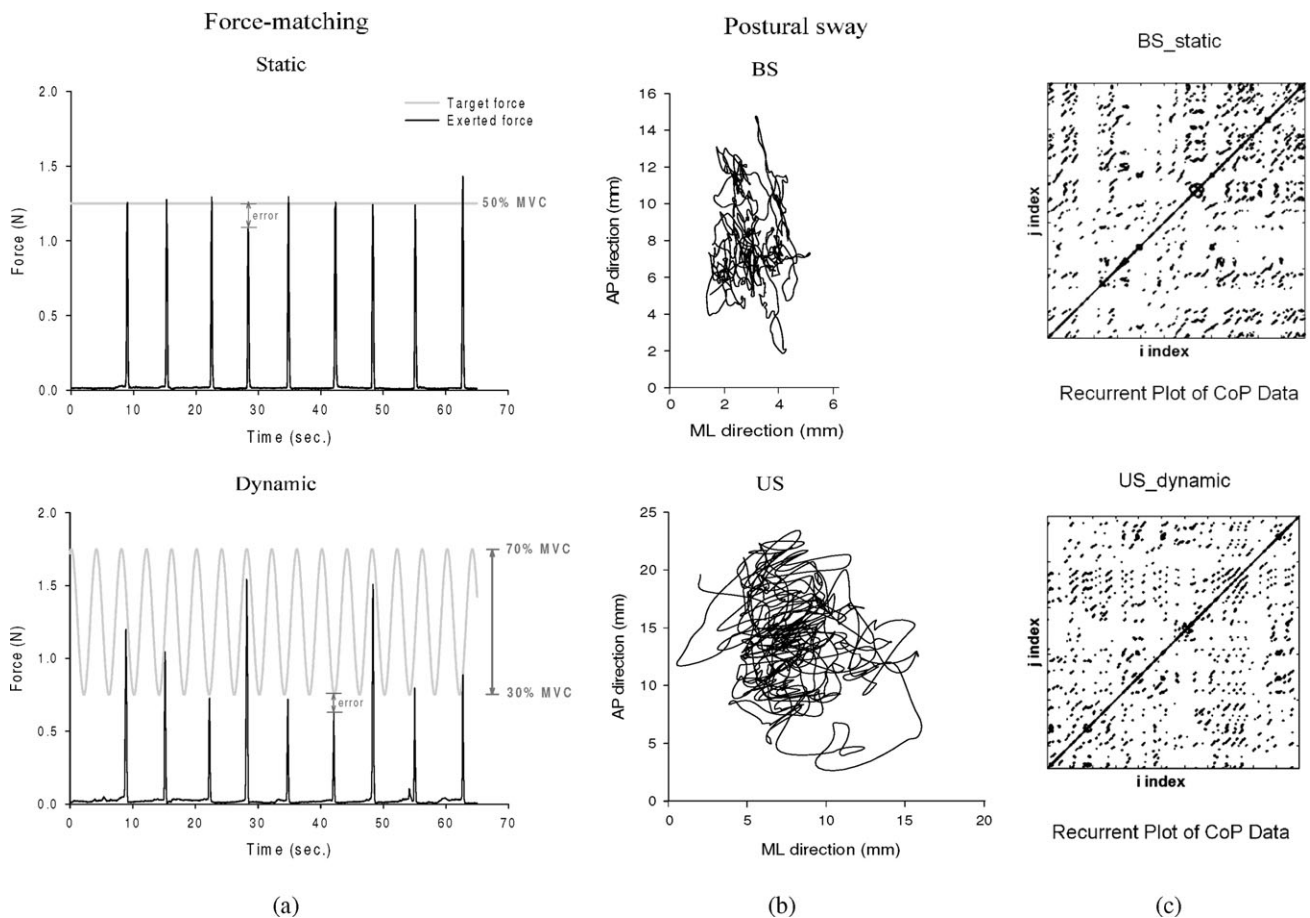 Force-matching
Static
2.0
1.5
1.0
0.5
0.0
Force (N)
Target force
Exerted force
50% MVC
error
0 10 20 30 40 50 60 70
Time (sec.)
Dynamic
2.0
1.5
1.0
0.5
0.0
Force (N)
70% MVC
30% MVC
error
0 10 20 30 40 50 60 70
Time (sec.)
(a)
Postural sway
BS
16
14
12
10
8
6
4
2
0
AP direction (mm)
0 2 4 6
ML direction (mm)
US
25
20
15
10
5
0
AP direction (mm)
0 5 10 15 20
ML direction (mm)
(b)
BS_static
j index
i index
Recurrent Plot of CoP Data
US_dynamic
j index
i index
Recurrent Plot of CoP Data
(c)